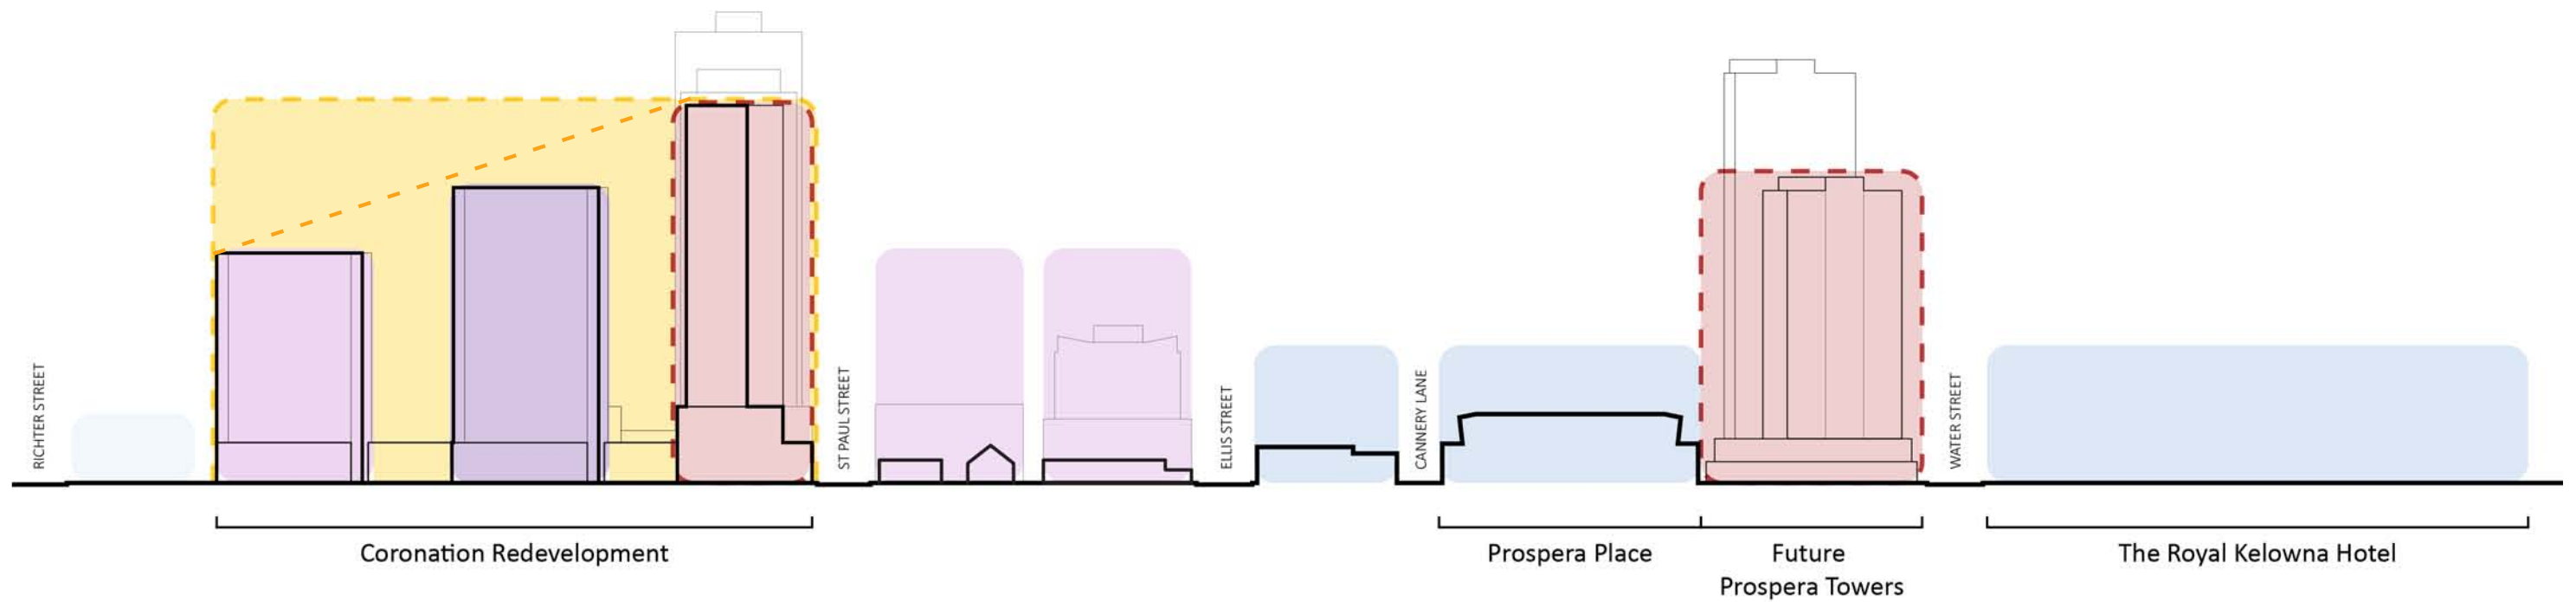 RICHTER STREET
ST PAUL STREET
ELLIS STREET
CANNERY LANE
WATER STREET
Coronation Redevelopment
Prospera Place
Future
Prospera Towers
The Royal Kelowna Hotel